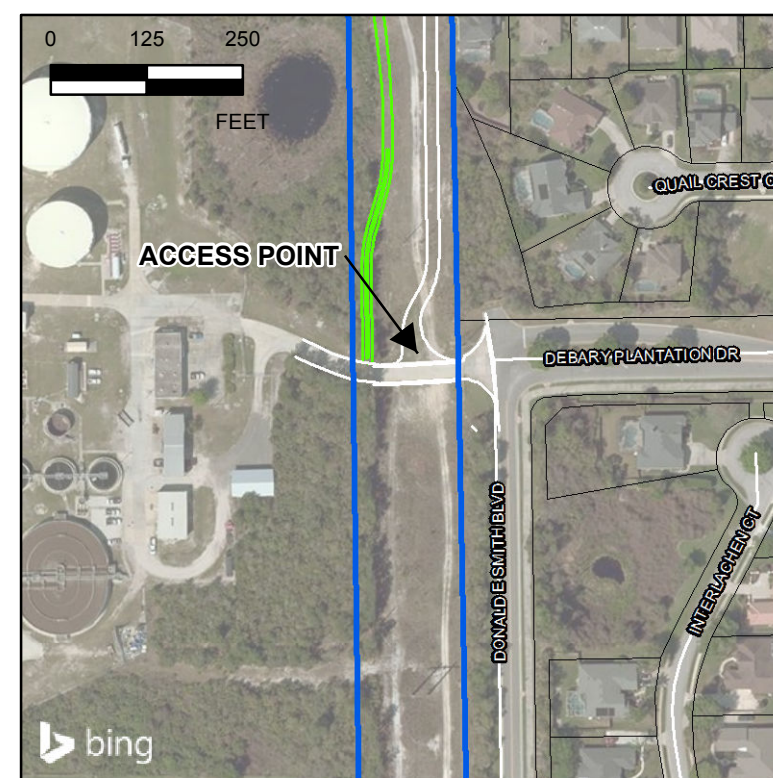 0 125 250
FEET
QUAIL CREST C
ACCESS POINT
DEBARY PLANTATION DR
DONALD E SMITH BLVD
INTERLACHEN CT
bing